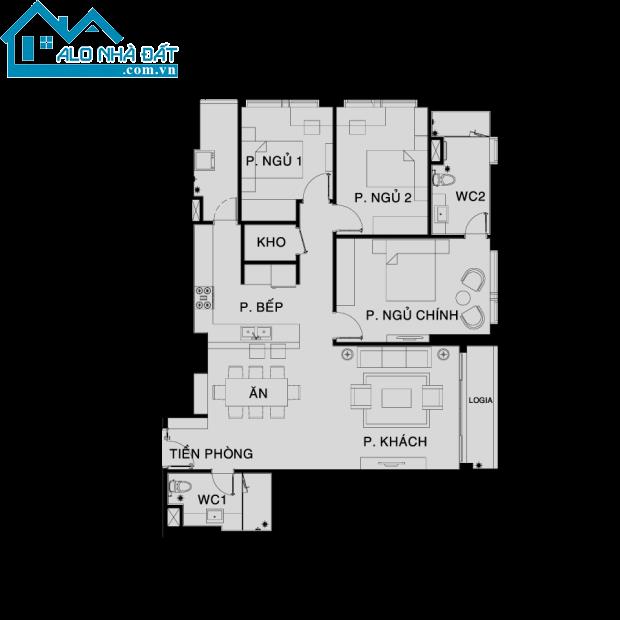 ALO NHÀ ĐẤT
.com.vn
P. NGỦ 1
P. NGỦ 2
WC2
KHO
P. BẾP
P. NGỦ CHÍNH
ĂN
LOGIA
P. KHÁCH
TIỀN PHÒNG
WC1